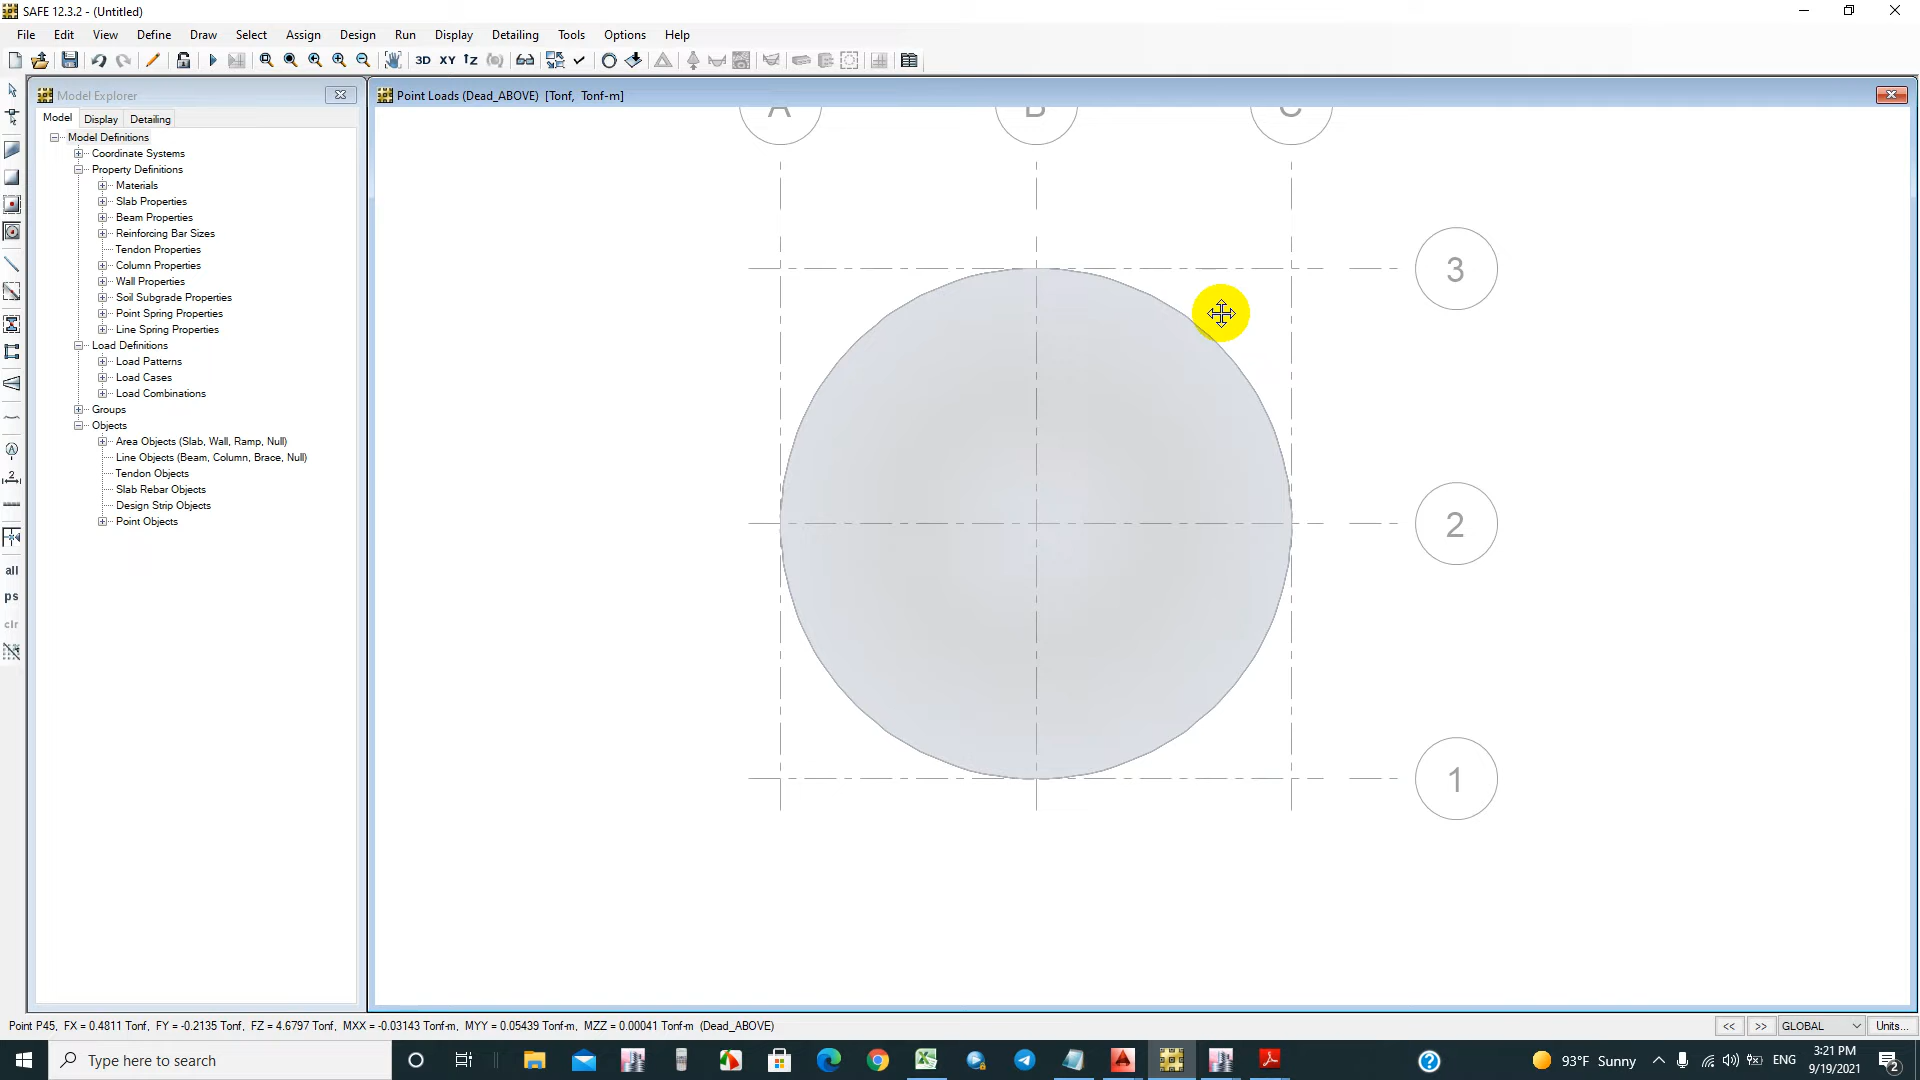 SAFE 12.3.2 - (Untitled)
File Edit View Define Draw Select Assign Design Run Display Detailing Tools Options Help
3D XY
Model Explorer
Point Loads (Dead_ABOVE) [Tonf, Tonf-m]
Model Display Detailing
Model Definitions
Coordinate Systems
Property Definitions
Materials
Slab Properties
Beam Properties
Reinforcing Bar Sizes
Tendon Properties
Column Properties
Wall Properties
Soil Subgrade Properties
Point Spring Properties
Line Spring Properties
Load Definitions
Load Patterns
Load Cases
Load Combinations
Groups
Objects
Area Objects (Slab, Wall, Ramp, Null)
Line Objects (Beam, Column, Brace, Null)
Tendon Objects
Slab Rebar Objects
Design Strip Objects
Point Objects
all
ps
clr
A B C
3
2
1
Point P45, FX = 0.4811 Tonf, FY = -0.2135 Tonf, FZ = 4.6797 Tonf, MXX = -0.03143 Tonf-m, MYY = 0.05439 Tonf-m, MZZ = 0.00041 Tonf-m (Dead_ABOVE)
<< >> GLOBAL Units...
Type here to search
93°F Sunny
ENG
3:21 PM
9/19/2021
2